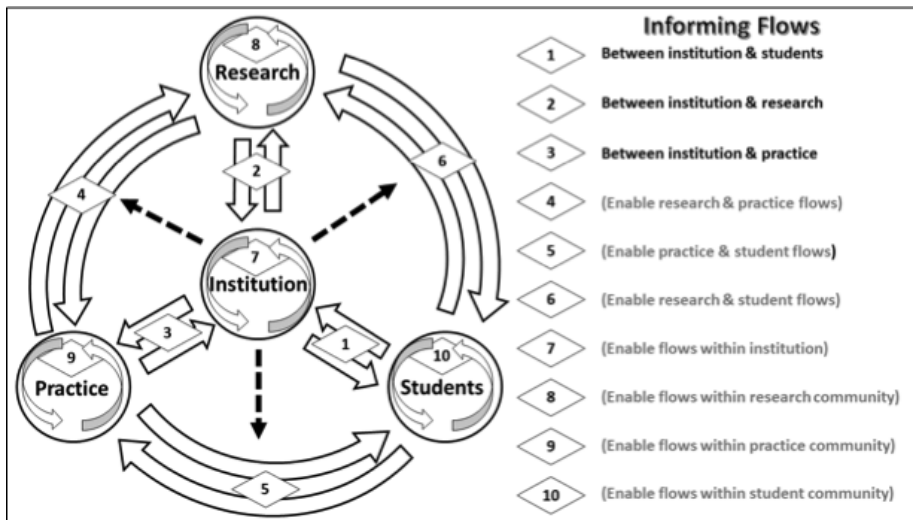 Informing Flows
8
Research
4
2
6
7
Institution
3
1
9
Practice
10
Students
5
1 Between institution & students
2 Between institution & research
3 Between institution & practice
4 (Enable research & practice flows)
5 (Enable practice & student flows)
6 (Enable research & student flows)
7 (Enable flows within institution)
8 (Enable flows within research community)
9 (Enable flows within practice community)
10 (Enable flows within student community)